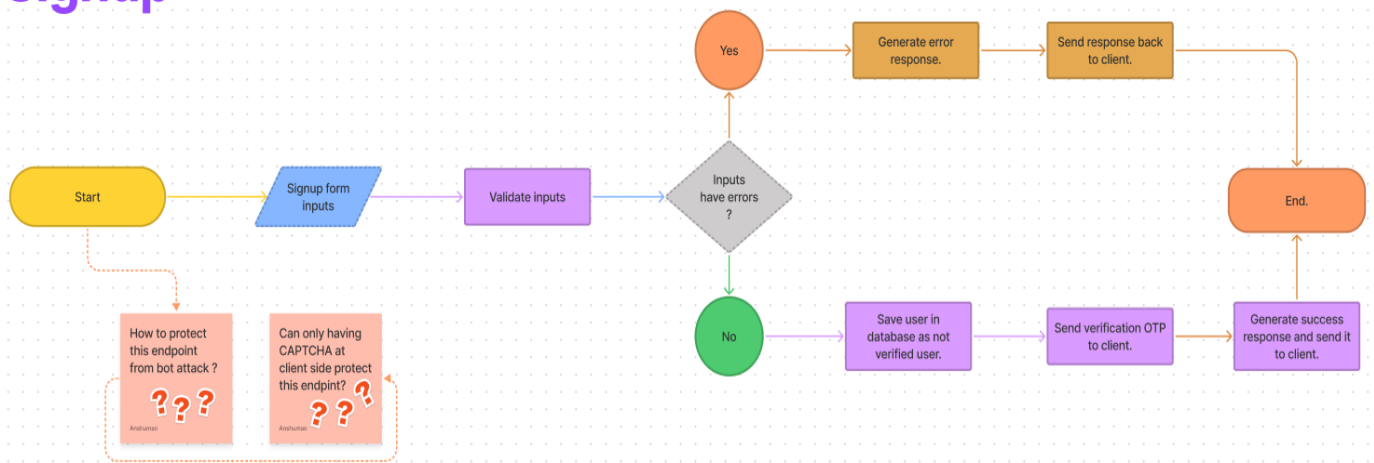 Signup
Yes
Generate error
response.
Send response back
to client.
Start
Signup form
inputs
Validate inputs
Inputs
have errors
?
End.
How to protect
this endpoint
from bot attack ?
???
Anshuman
Can only having
CAPTCHA at
client side protect
this endpint?
???
Anshuman
No
Save user in
database as not
verified user.
Send verification OTP
to client.
Generate success
response and send it
to client.